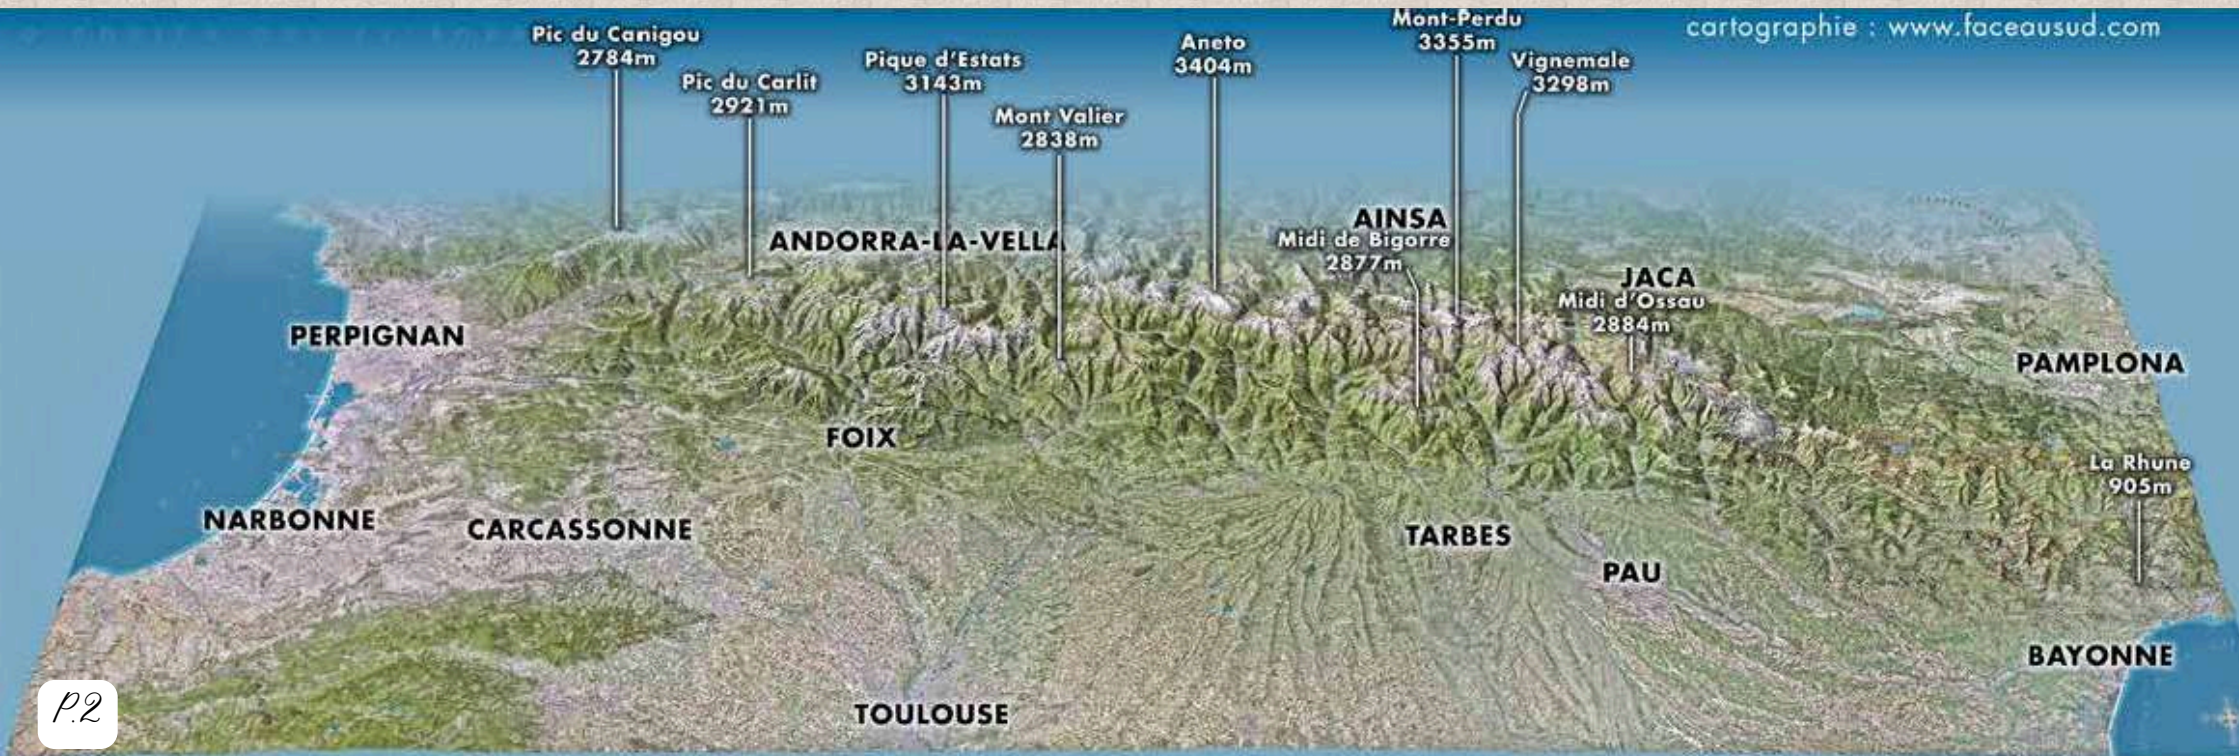 Mont-Perdu
3355m
cartographie : www.faceausud.com
Pic du Canigou
2784m
Aneto
3404m
Pique d'Estats
3143m
Vignemale
3298m
Pic du Carlit
2921m
Mont Valier
2838m
AINSA
ANDORRA-LA-VELLA
Midi de Bigorre
2877m
JACA
Midi d'Ossau
2884m
PERPIGNAN
PAMPLONA
FOIX
La Rhune
905m
NARBONNE
CARCASSONNE
TARBES
PAU
BAYONNE
P.2
TOULOUSE